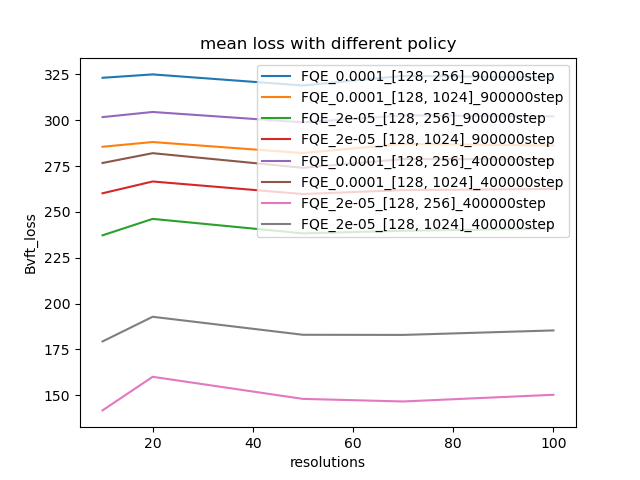 mean loss with different policy
325
300
275
250
225
200
175
150
Bvft_loss
FQE_0.0001_[128, 256]_900000step
FQE_0.0001_[128, 1024]_900000step
FQE_2e-05_[128, 256]_900000step
FQE_2e-05_[128, 1024]_900000step
FQE_0.0001_[128, 256]_400000step
FQE_0.0001_[128, 1024]_400000step
FQE_2e-05_[128, 256]_400000step
FQE_2e-05_[128, 1024]_400000step
20 40 60 80 100
resolutions